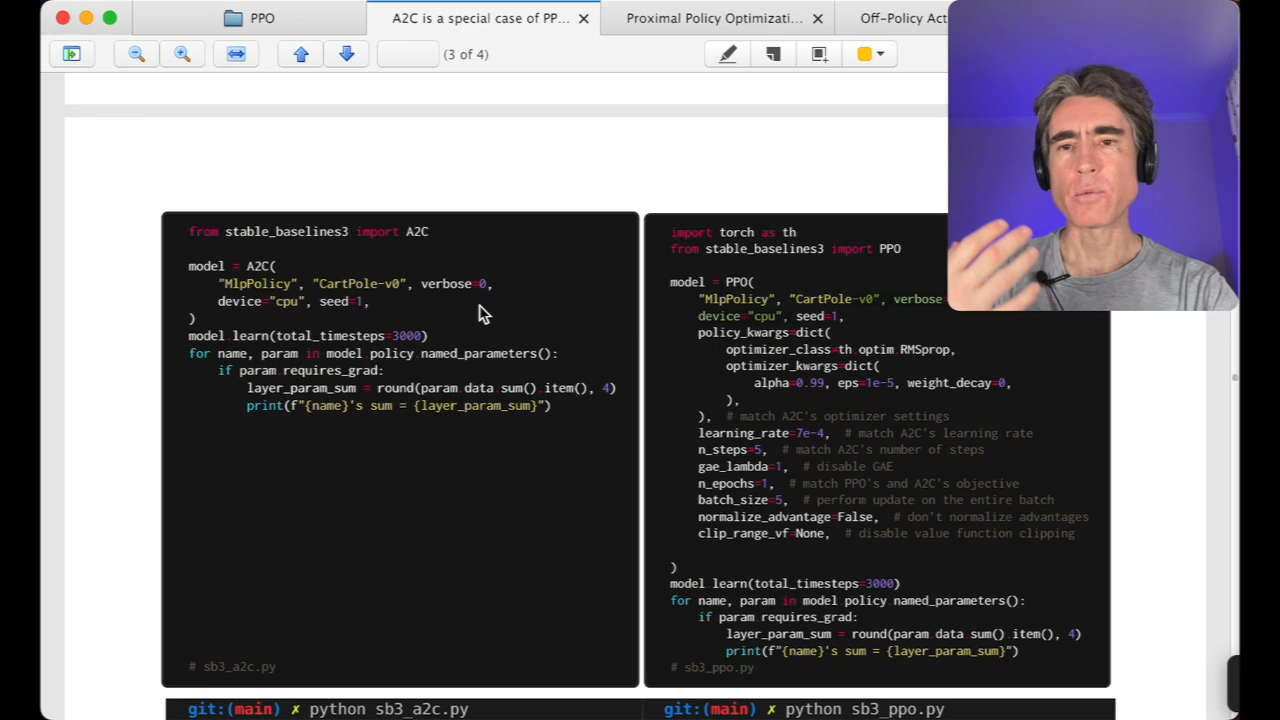 PPO
A2C is a special case of PP...
Proximal Policy Optimizati...
Off-Policy Act
(3 of 4)
from stable_baselines3 import A2C
model = A2C(
"MlpPolicy", "CartPole-v0", verbose=0,
device="cpu", seed=1,
)
model.learn(total_timesteps=3000)
for name, param in model.policy.named_parameters():
if param.requires_grad:
layer_param_sum = round(param.data.sum().item(), 4)
print(f"{name}'s sum = {layer_param_sum}")
# sb3_a2c.py
import torch as th
from stable_baselines3 import PPO
model = PPO(
"MlpPolicy", "CartPole-v0", verbose=
device="cpu", seed=1,
policy_kwargs=dict(
optimizer_class=th.optim.RMSprop,
optimizer_kwargs=dict(
alpha=0.99, eps=1e-5, weight_decay=0,
),
), # match A2C's optimizer settings
learning_rate=7e-4, # match A2C's learning rate
n_steps=5, # match A2C's number of steps
gae_lambda=1, # disable GAE
n_epochs=1, # match PPO's and A2C's objective
batch_size=5, # perform update on the entire batch
normalize_advantage=False, # don't normalize advantages
clip_range_vf=None, # disable value function clipping
)
model.learn(total_timesteps=3000)
for name, param in model.policy.named_parameters():
if param.requires_grad:
layer_param_sum = round(param.data.sum().item(), 4)
print(f"{name}'s sum = {layer_param_sum}")
# sb3_ppo.py
git:(main) ✗ python sb3_a2c.py
git:(main) ✗ python sb3_ppo.py